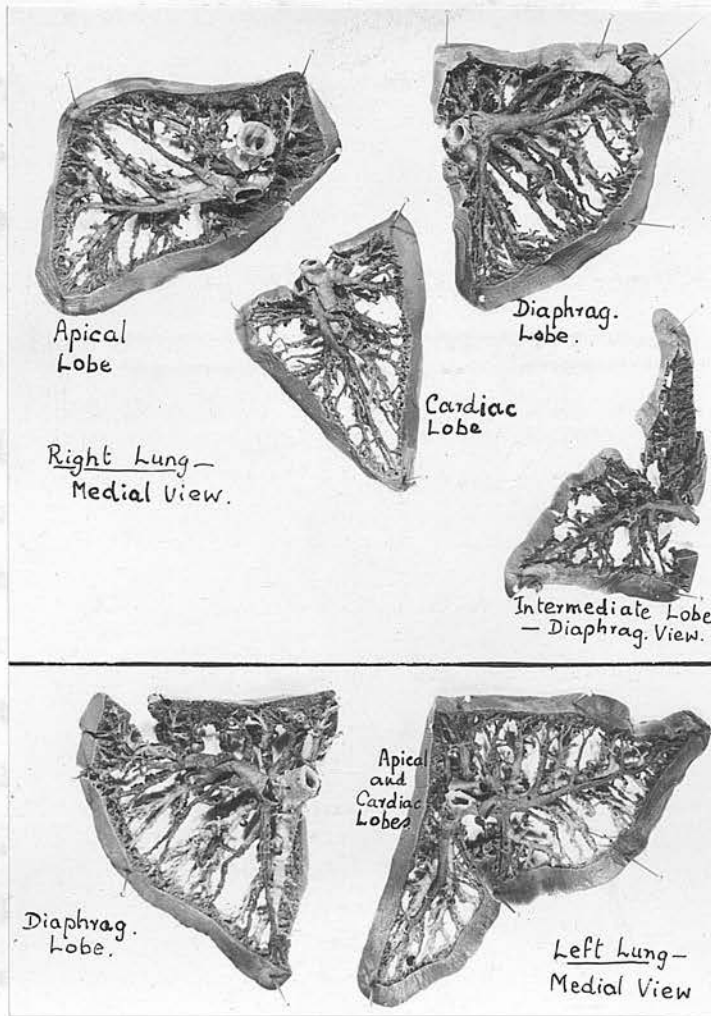 Apical
Lobe
Diaphrag.
Lobe.
Cardiac
Lobe
Right Lung–
Medial View.
Intermediate Lobe
– Diaphrag. View.
Apical
and
Cardiac
Lobes
Diaphrag.
Lobe.
Left Lung–
Medial View